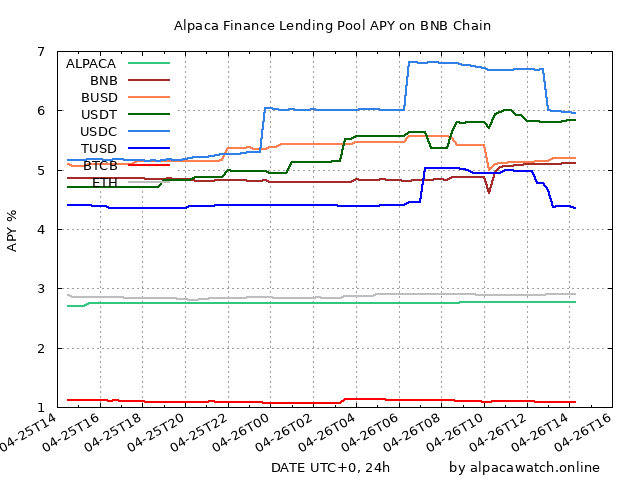 Alpaca Finance Lending Pool APY on BNB Chain
7
6
5
4
3
2
1
APY %
ALPACA
BNB
BUSD
USDT
USDC
TUSD
BTCB
ETH
04-25T14
04-25T16
04-25T18
04-25T20
04-25T22
04-26T00
04-26T02
04-26T04
04-26T06
04-26T08
04-26T10
04-26T12
04-26T14
04-26T16
DATE UTC+0, 24h
by alpacawatch.online